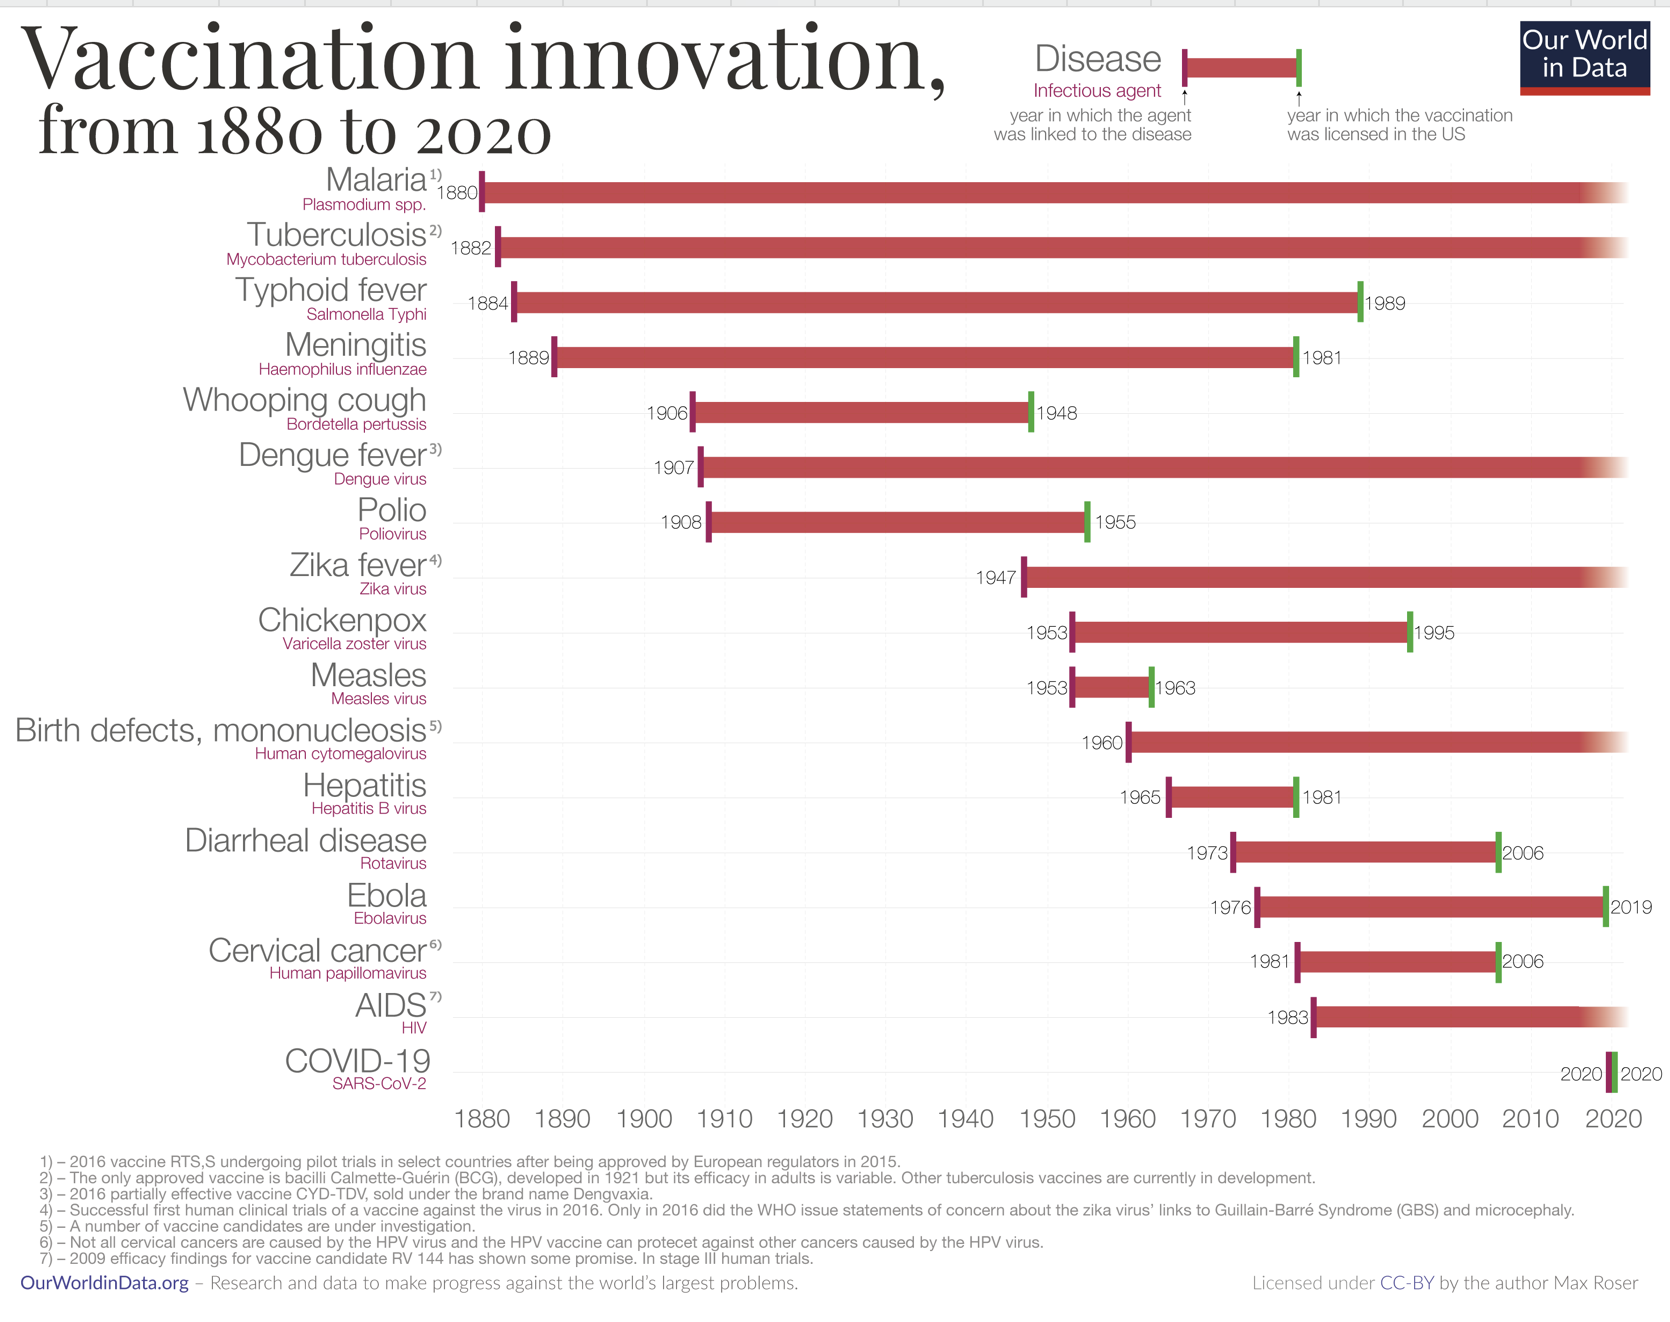 Vaccination innovation,
from 1880 to 2020
Disease
Infectious agent
year in which the agent
was linked to the disease
year in which the vaccination
was licensed in the US
Our World
in Data
Malaria 1)
Plasmodium spp.
1880
Tuberculosis 2)
Mycobacterium tuberculosis
1882
Typhoid fever
Salmonella Typhi
1884 1989
Meningitis
Haemophilus influenzae
1889 1981
Whooping cough
Bordetella pertussis
1906 1948
Dengue fever 3)
Dengue virus
1907
Polio
Poliovirus
1908 1955
Zika fever 4)
Zika virus
1947
Chickenpox
Varicella zoster virus
1953 1995
Measles
Measles virus
1953 1963
Birth defects, mononucleosis 5)
Human cytomegalovirus
1960
Hepatitis
Hepatitis B virus
1965 1981
Diarrheal disease
Rotavirus
1973 2006
Ebola
Ebolavirus
1976 2019
Cervical cancer 6)
Human papillomavirus
1981 2006
AIDS 7)
HIV
1983
COVID-19
SARS-CoV-2
2020 2020
1880 1890 1900 1910 1920 1930 1940 1950 1960 1970 1980 1990 2000 2010 2020
1) – 2016 vaccine RTS,S undergoing pilot trials in select countries after being approved by European regulators in 2015.
2) – The only approved vaccine is bacilli Calmette-Guérin (BCG), developed in 1921 but its efficacy in adults is variable. Other tuberculosis vaccines are currently in development.
3) – 2016 partially effective vaccine CYD-TDV, sold under the brand name Dengvaxia.
4) – Successful first human clinical trials of a vaccine against the virus in 2016. Only in 2016 did the WHO issue statements of concern about the zika virus' links to Guillain-Barré Syndrome (GBS) and microcephaly.
5) – A number of vaccine candidates are under investigation.
6) – Not all cervical cancers are caused by the HPV virus and the HPV vaccine can protecet against other cancers caused by the HPV virus.
7) – 2009 efficacy findings for vaccine candidate RV 144 has shown some promise. In stage III human trials.
OurWorldinData.org – Research and data to make progress against the world's largest problems.
Licensed under CC-BY by the author Max Roser